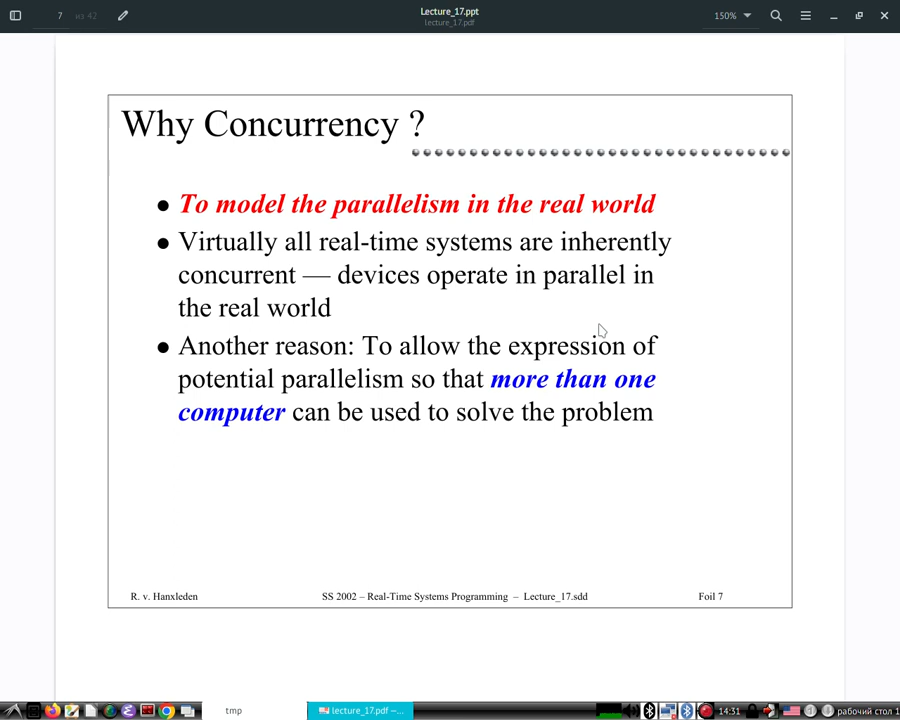 7 из 42
Lecture_17.ppt
lecture_17.pdf
150%
Why Concurrency ?
● To model the parallelism in the real world
● Virtually all real-time systems are inherently
concurrent — devices operate in parallel in
the real world
● Another reason: To allow the expression of
potential parallelism so that more than one
computer can be used to solve the problem
R. v. Hanxleden SS 2002 – Real-Time Systems Programming – Lecture_17.sdd Foil 7
tmp lecture_17.pdf —... 14:31 рабочий стол 1